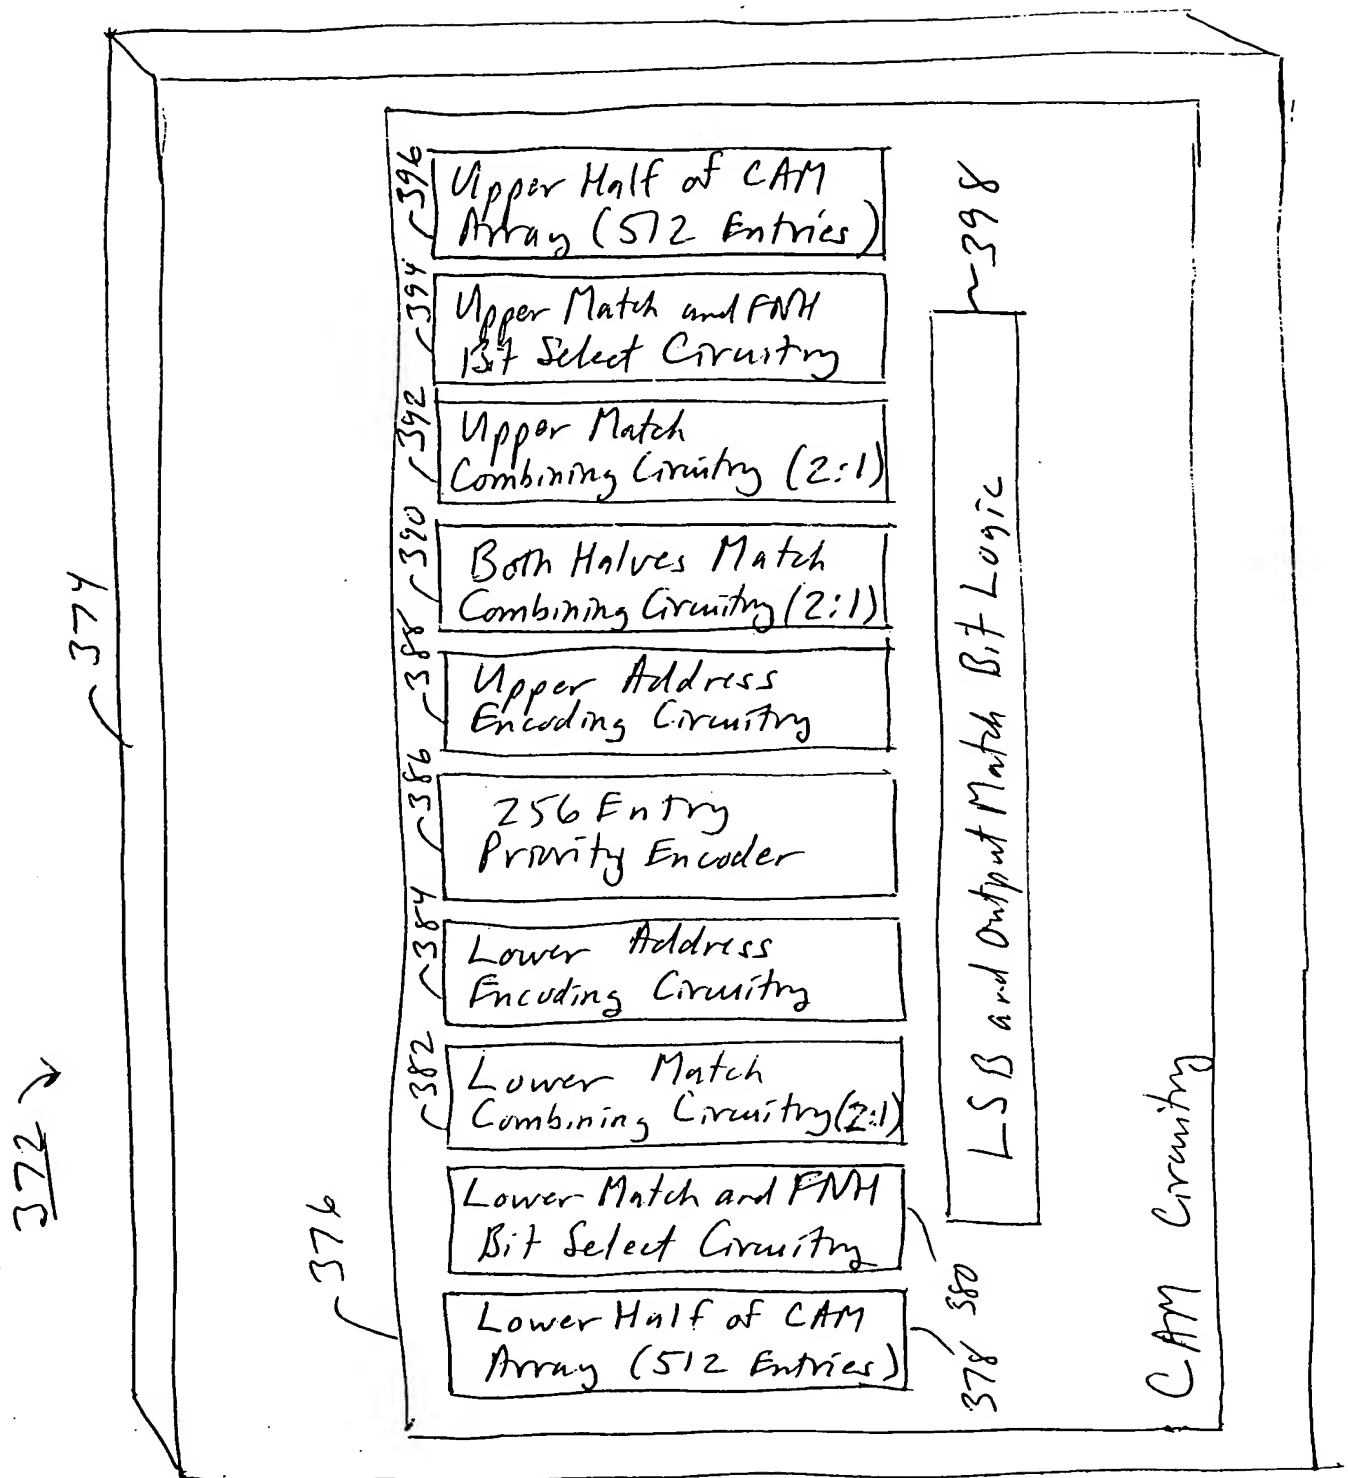 396
Upper Half of CAM
Array (512 Entries)
394
Upper Match and FNH
Bit Select Circuitry
392
Upper Match
Combining Circuitry (2:1)
390
Both Halves Match
Combining Circuitry (2:1)
388
Upper Address
Encoding Circuitry
386
256 Entry
Priority Encoder
384
Lower Address
Encoding Circuitry
382
Lower Match
Combining Circuitry (2:1)
Lower Match and FNH
Bit Select Circuitry
380
Lower Half of CAM
Array (512 Entries)
378
398
LSB and Output Match Bit Logic
CAM Circuitry
374
376
372